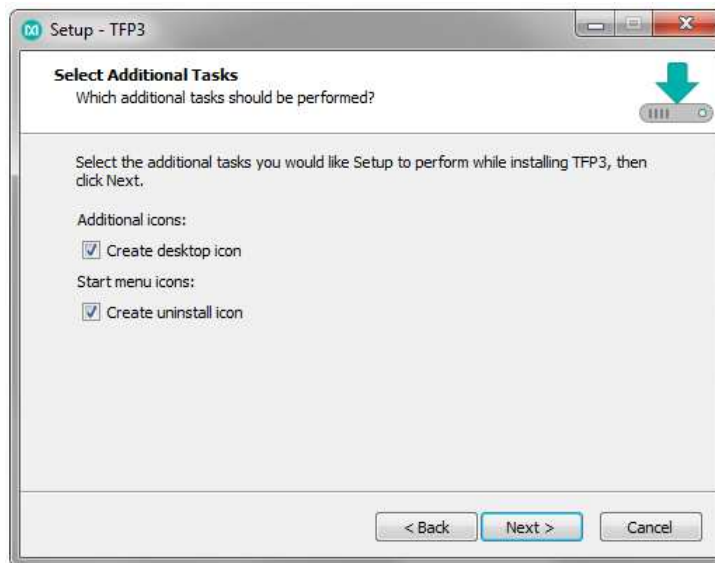 Setup - TFP3
Select Additional Tasks
Which additional tasks should be performed?
Select the additional tasks you would like Setup to perform while installing TFP3, then
click Next.
Additional icons:
Create desktop icon
Start menu icons:
Create uninstall icon
< Back
Next >
Cancel